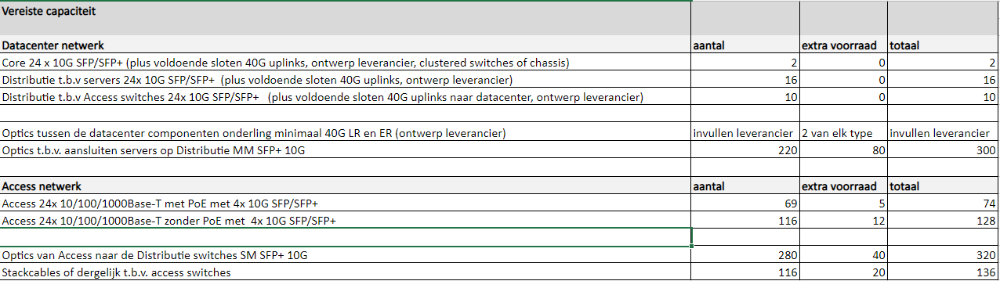 Vereiste capaciteit
Datacenter netwerk aantal extra voorraad totaal
Core 24 x 10G SFP/SFP+ (plus voldoende sloten 40G uplinks, ontwerp leverancier, clustered switches of chassis) 2 0 2
Distributie t.b.v servers 24x 10G SFP/SFP+ (plus voldoende sloten 40G uplinks, ontwerp leverancier) 16 0 16
Distributie t.b.v Access switches 24x 10G SFP/SFP+ (plus voldoende sloten 40G uplinks naar datacenter, ontwerp leverancier) 10 0 10
Optics tussen de datacenter componenten onderling minimaal 40G LR en ER (ontwerp leverancier) invullen leverancier 2 van elk type invullen leverancier
Optics t.b.v. aansluiten servers op Distributie MM SFP+ 10G 220 80 300
Access netwerk aantal extra voorraad totaal
Access 24x 10/100/1000Base-T met PoE met 4x 10G SFP/SFP+ 69 5 74
Access 24x 10/100/1000Base-T zonder PoE met 4x 10G SFP/SFP+ 116 12 128
Optics van Access naar de Distributie switches SM SFP+ 10G 280 40 320
Stackcables of dergelijk t.b.v. access switches 116 20 136